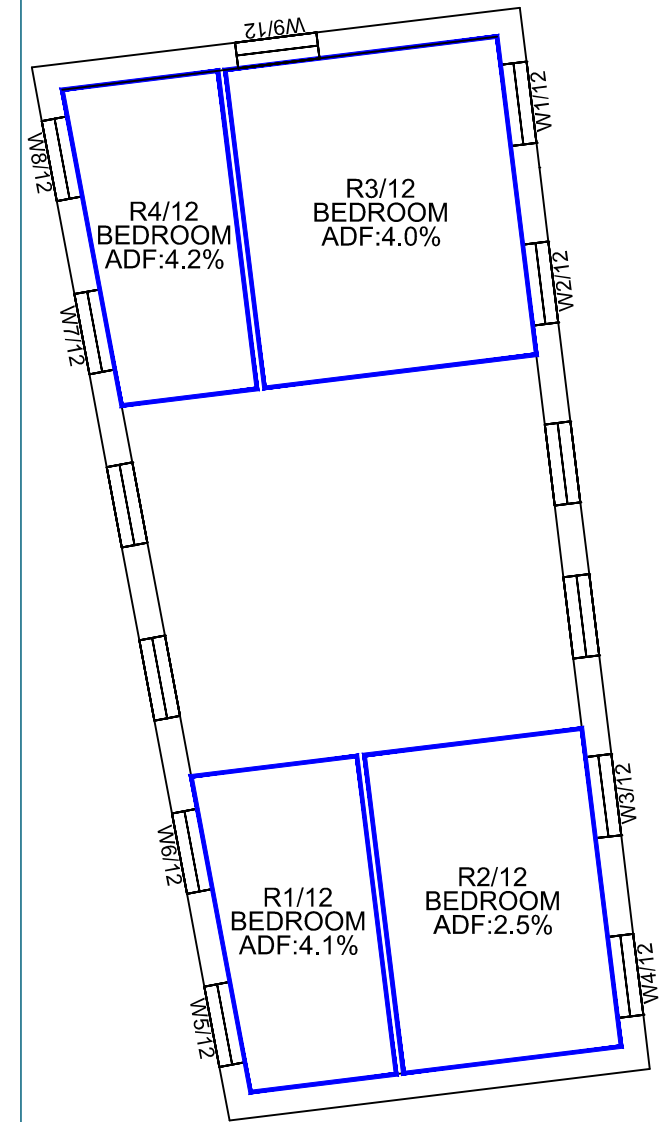 W9/12
W1/12
W8/12
R4/12
BEDROOM
ADF:4.2%
R3/12
BEDROOM
ADF:4.0%
W2/12
W7/12
W3/12
W6/12
R1/12
BEDROOM
ADF:4.1%
R2/12
BEDROOM
ADF:2.5%
W4/12
W5/12